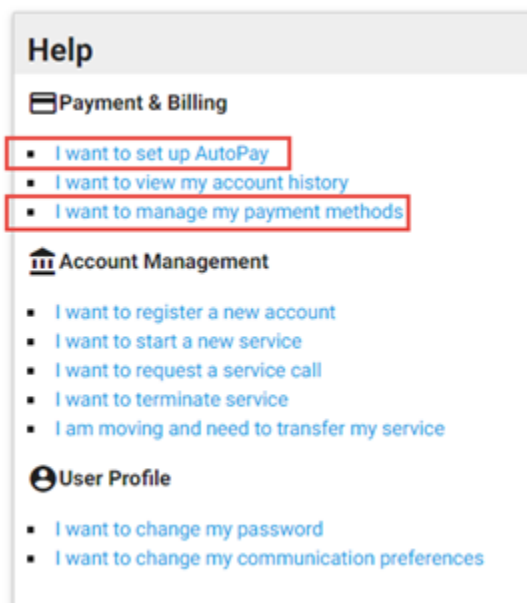 Help
Payment & Billing
I want to set up AutoPay
I want to view my account history
I want to manage my payment methods
Account Management
I want to register a new account
I want to start a new service
I want to request a service call
I want to terminate service
I am moving and need to transfer my service
User Profile
I want to change my password
I want to change my communication preferences